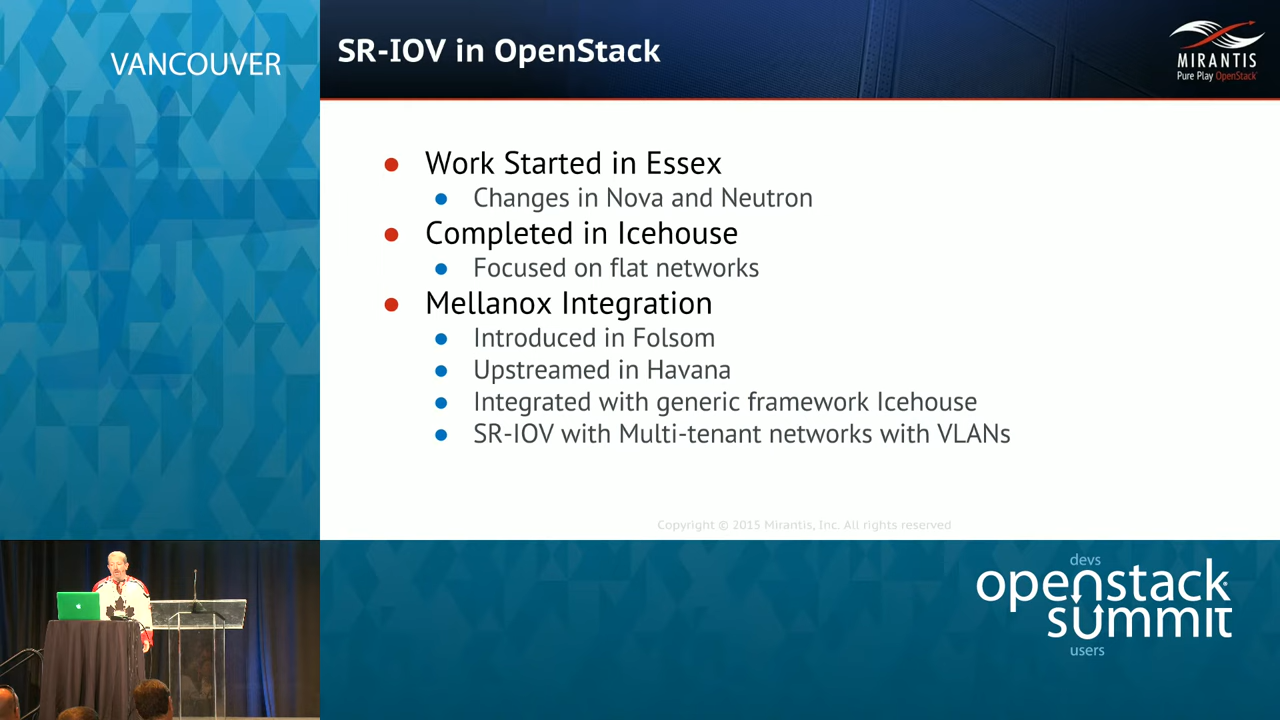 VANCOUVER
SR-IOV in OpenStack
MIRANTIS
Pure Play OpenStack
Work Started in Essex
Changes in Nova and Neutron
Completed in Icehouse
Focused on flat networks
Mellanox Integration
Introduced in Folsom
Upstreamed in Havana
Integrated with generic framework Icehouse
SR-IOV with Multi-tenant networks with VLANs
Copyright © 2015 Mirantis, Inc. All rights reserved
devs
openstack
summit
users